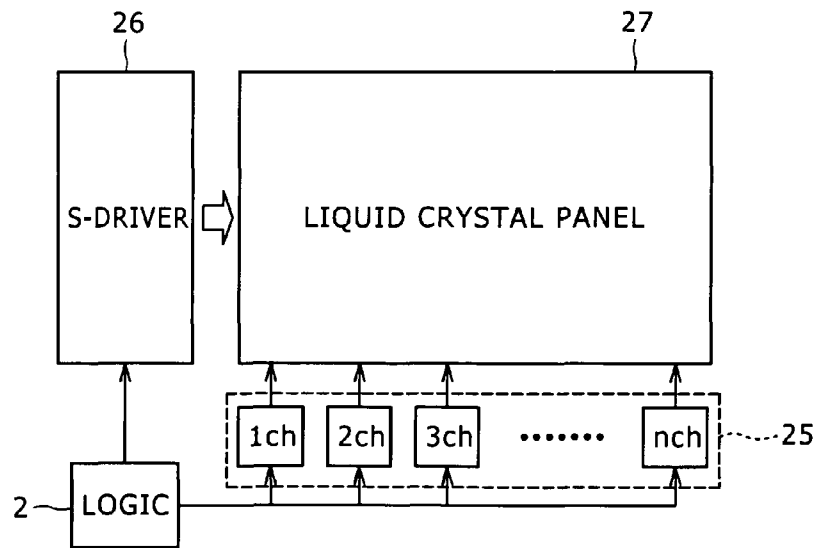 26
27
S-DRIVER
LIQUID CRYSTAL PANEL
1ch 2ch 3ch ······· nch
25
2
LOGIC